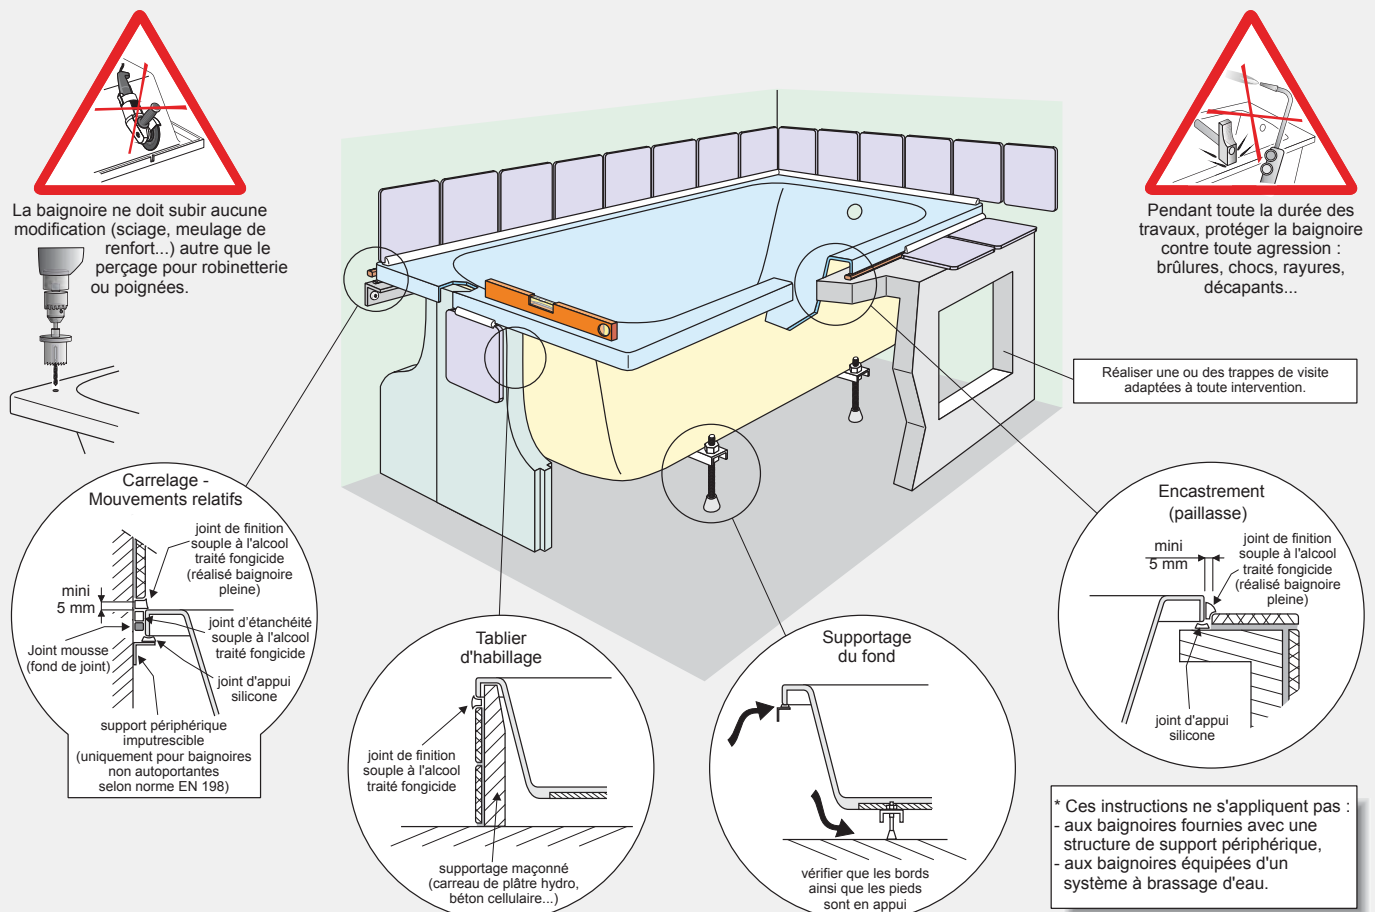 La baignoire ne doit subir aucune
modification (sciage, meulage de
renfort...) autre que le
perçage pour robinetterie
ou poignées.
Pendant toute la durée des
travaux, protéger la baignoire
contre toute agression :
brûlures, chocs, rayures,
décapants...
Réaliser une ou des trappes de visite
adaptées à toute intervention.
Carrelage -
Mouvements relatifs
joint de finition
souple à l'alcool
traité fongicide
(réalisé baignoire
pleine)
mini
5 mm
joint d'étanchéité
souple à l'alcool
traité fongicide
Joint mousse
(fond de joint)
joint d'appui
silicone
support périphérique
imputrescible
(uniquement pour baignoires
non autoportantes
selon norme EN 198)
Tablier
d'habillage
joint de finition
souple à l'alcool
traité fongicide
supportage maçonné
(carreau de plâtre hydro,
béton cellulaire...)
Supportage
du fond
vérifier que les bords
ainsi que les pieds
sont en appui
Encastrement
(paillasse)
mini
5 mm
joint de finition
souple à l'alcool
traité fongicide
(réalisé baignoire
pleine)
joint d'appui
silicone
* Ces instructions ne s'appliquent pas :
- aux baignoires fournies avec une
structure de support périphérique,
- aux baignoires équipées d'un
système à brassage d'eau.